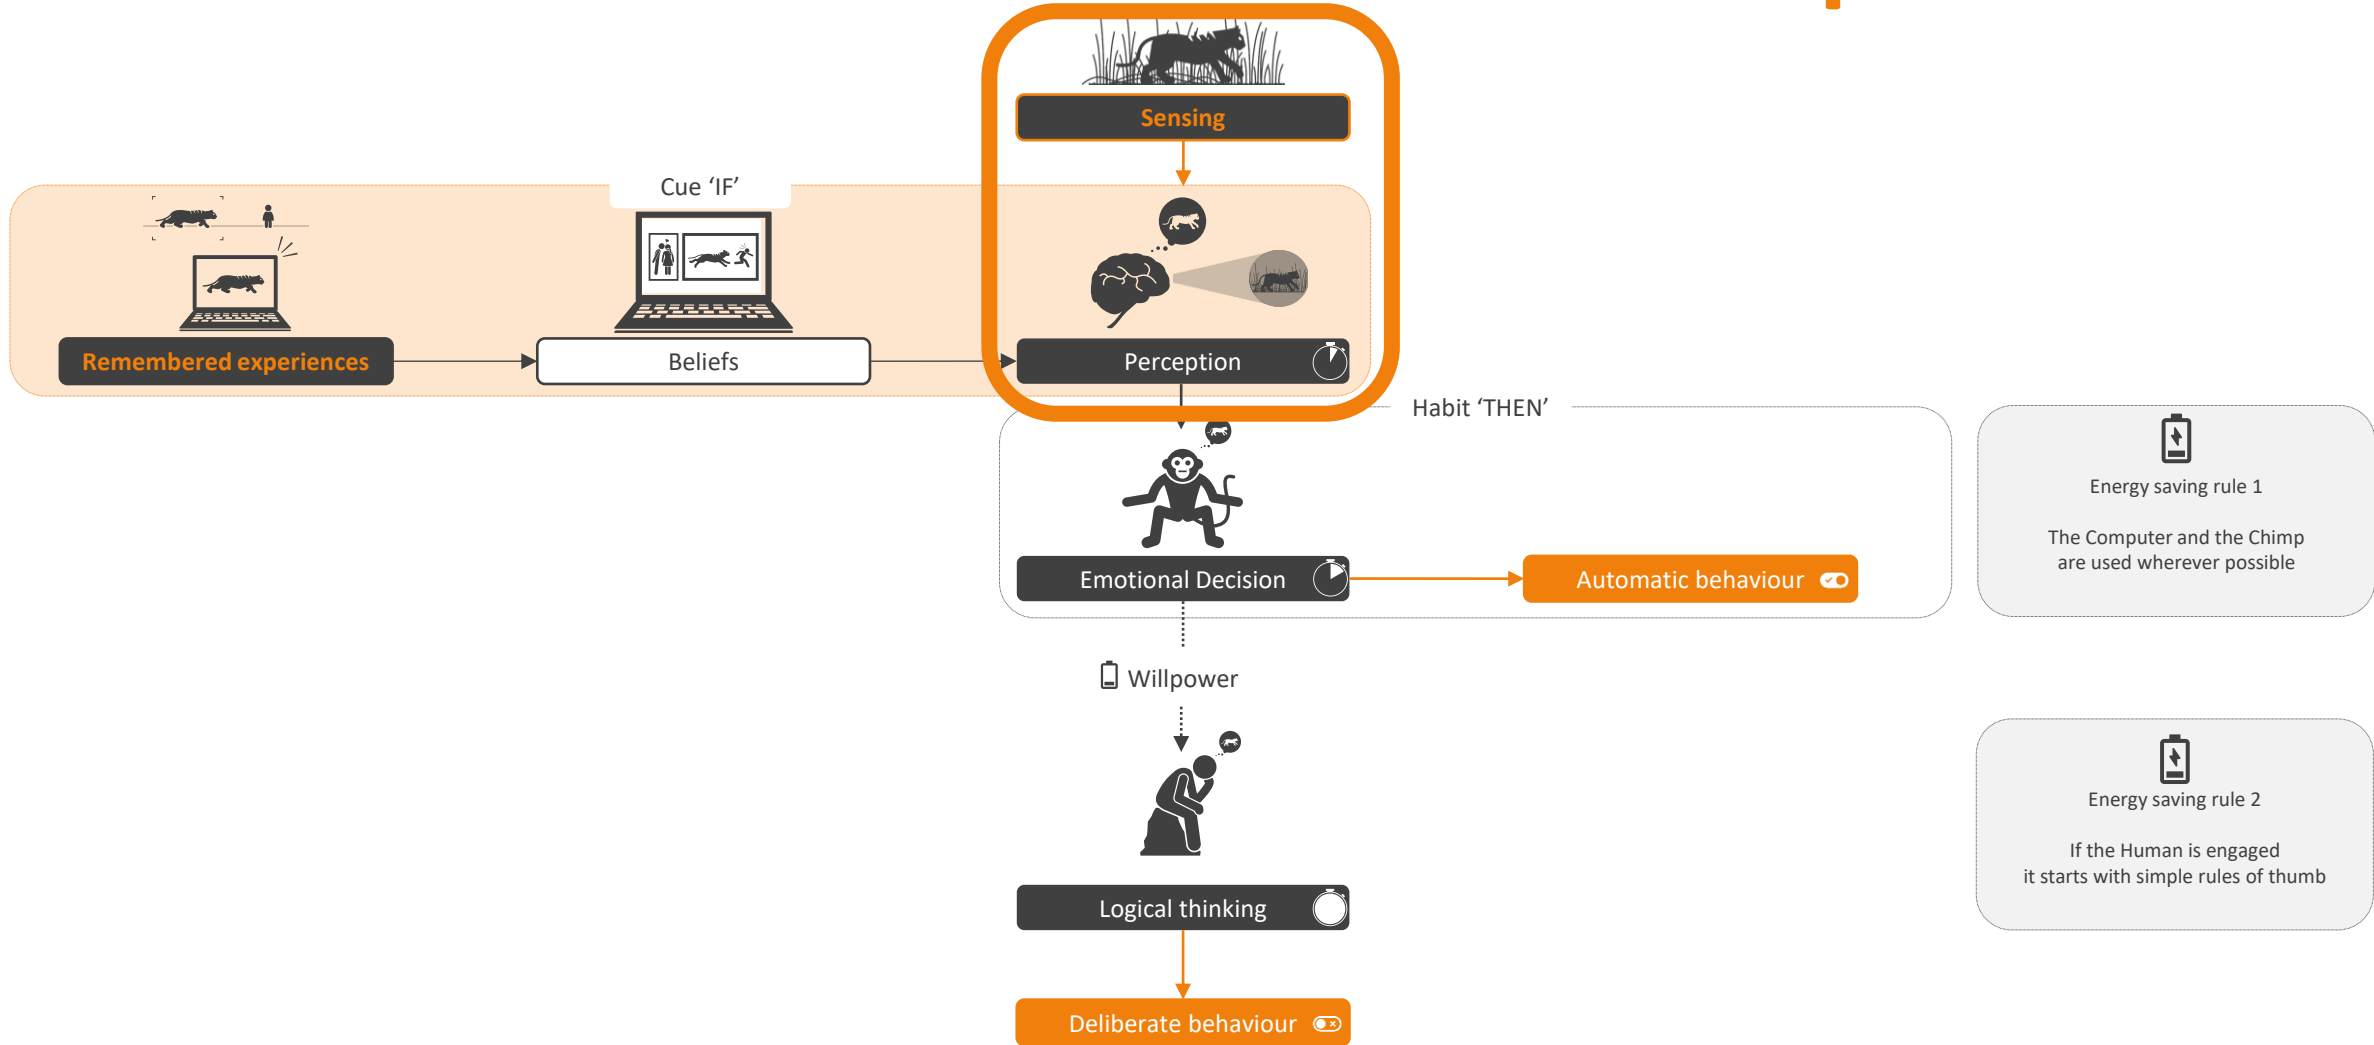 Sensing
Cue ‘IF’
Remembered experiences
Beliefs
Perception
Habit ‘THEN’
Emotional Decision
Automatic behaviour
Energy saving rule 1
The Computer and the Chimp
are used wherever possible
Willpower
Energy saving rule 2
If the Human is engaged
it starts with simple rules of thumb
Logical thinking
Deliberate behaviour